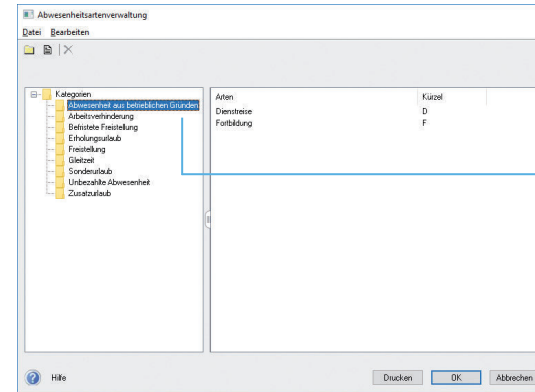 Abwesenheitsartenverwaltung
Datei Bearbeiten
Kategorien
Abwesenheit aus betrieblichen Gründen
Arbeitsverhinderung
Befristete Freistellung
Erholungsurlaub
Freistellung
Gleitzeit
Sonderurlaub
Unbezahlte Abwesenheit
Zusatzurlaub
Arten Kürzel
Dienstreise D
Fortbildung F
Hilfe Drucken OK Abbrechen